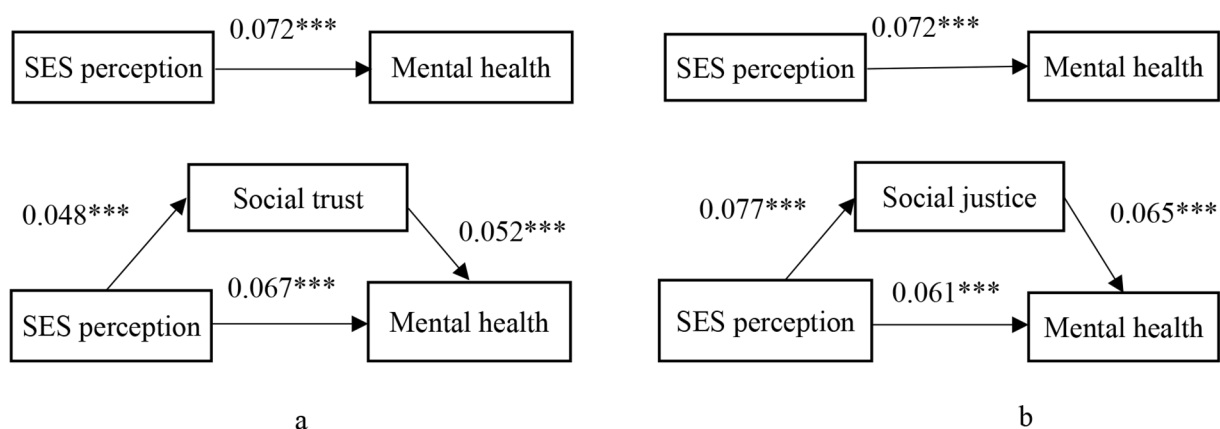 0.072***
SES perception
Mental health
Social trust
0.048***
0.052***
0.067***
SES perception
Mental health
a
0.072***
SES perception
Mental health
Social justice
0.077***
0.065***
0.061***
SES perception
Mental health
b